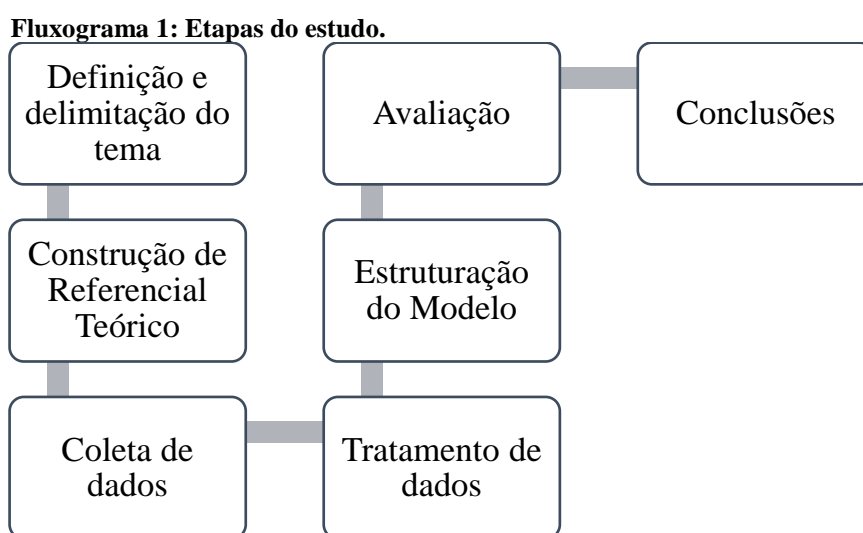 Fluxograma 1: Etapas do estudo.
Definição e
delimitação do
tema
Construção de
Referencial
Teórico
Coleta de
dados
Tratamento de
dados
Estruturação
do Modelo
Avaliação
Conclusões